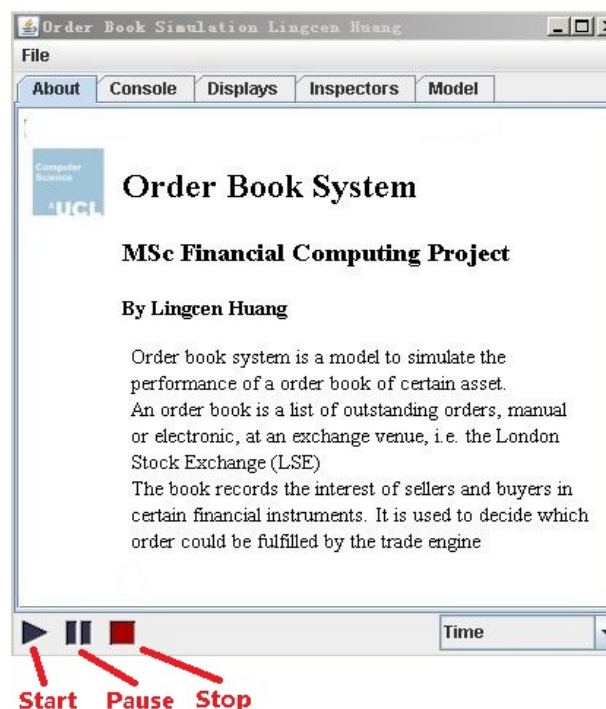 Order Book Simulation Lingcen Huang
File
About Console Displays Inspectors Model
Computer
Science
UCL
Order Book System
MSc Financial Computing Project
By Lingcen Huang
Order book system is a model to simulate the
performance of a order book of certain asset.
An order book is a list of outstanding orders, manual
or electronic, at an exchange venue, i.e. the London
Stock Exchange (LSE)
The book records the interest of sellers and buyers in
certain financial instruments. It is used to decide which
order could be fulfilled by the trade engine
Time
Start Pause Stop